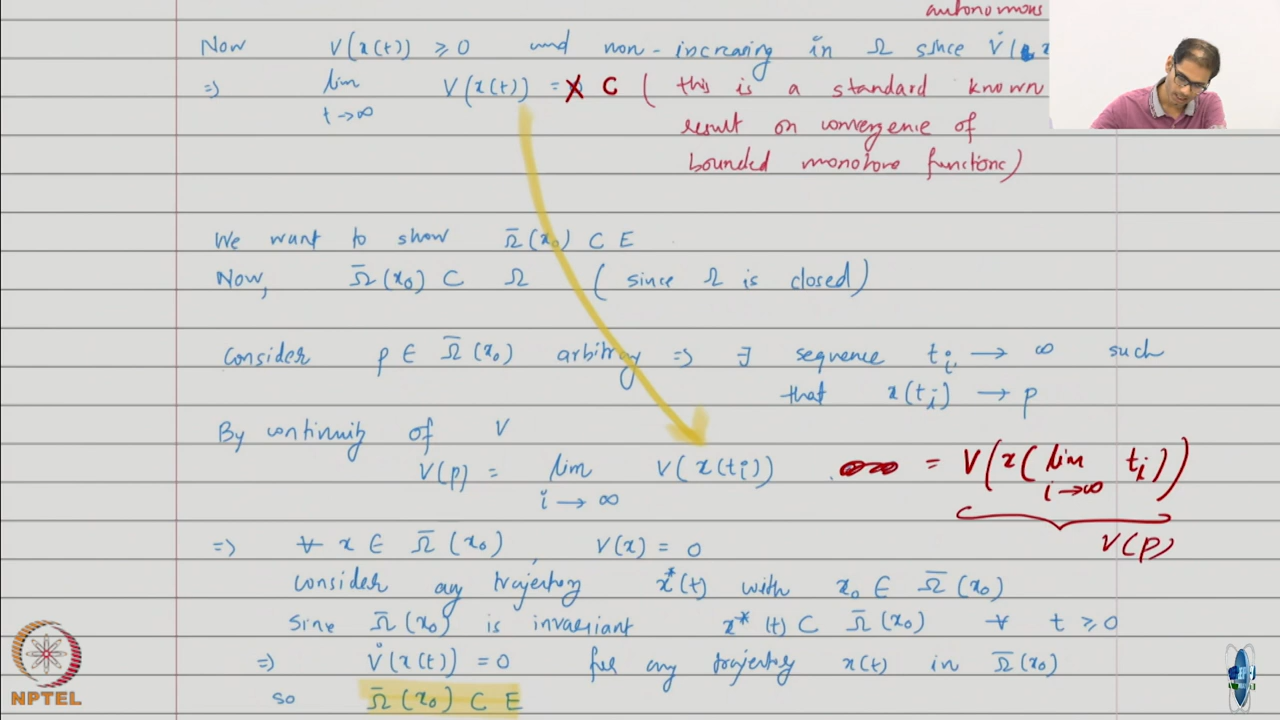 autonomous
Now V(x(t)) ⩾ 0 and non-increasing in Ω since V̇(
⇒ lim t→∞ V(x(t)) = C ( this is a standard known
result on convergence of
bounded monotone functions)
We want to show Ω̄(x₀) ⊂ E
Now, Ω̄(x₀) ⊂ Ω ( since Ω is closed)
Consider p ∈ Ω̄(x₀) arbitray ⇒ ∃ sequence tᵢ → ∞ such
that x(tᵢ) → p
By continuity of V
V(p) = lim i→∞ V(x(tᵢ)) = V(x(lim i→∞ tᵢ))
V(p)
⇒ ∀ x ∈ Ω̄(x₀), V(x) = 0
Consider any trajectory x*(t) with x₀ ∈ Ω̄(x₀)
Sine Ω̄(x₀) is invariant x*(t) ⊂ Ω̄(x₀) ∀ t ⩾ 0
⇒ V̇(x(t)) = 0 for any trajectory x(t) in Ω̄(x₀)
so Ω̄(x₀) ⊂ E
NPTEL